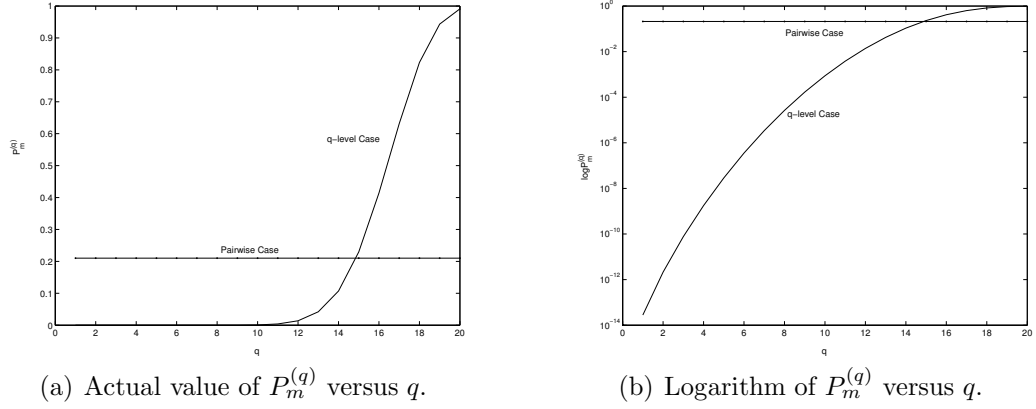 1
0.9
0.8
0.7
0.6
0.5
0.4
0.3
0.2
0.1
0
P_m^(q)
q-level Case
Pairwise Case
0 2 4 6 8 10 12 14 16 18 20
q
(a) Actual value of P_m^(q) versus q.
10^0
10^−2
10^−4
10^−6
10^−8
10^−10
10^−12
10^−14
logP_m^(q)
Pairwise Case
q-level Case
0 2 4 6 8 10 12 14 16 18 20
q
(b) Logarithm of P_m^(q) versus q.